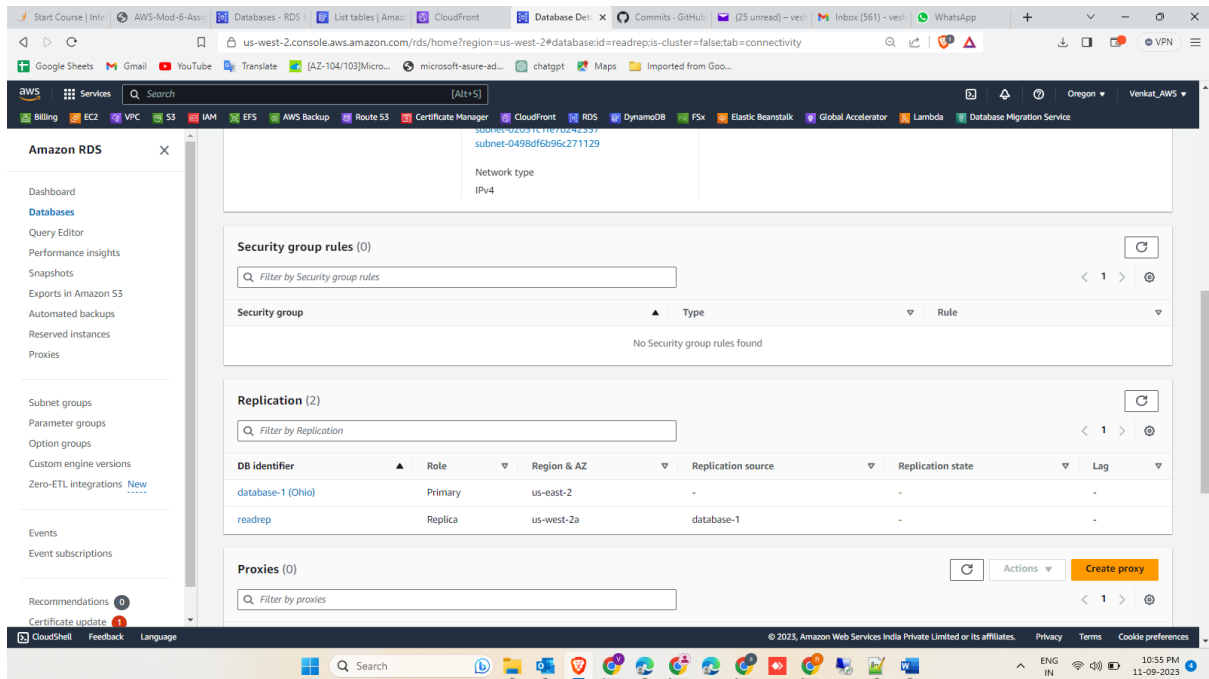 Start Course | Inte AWS-Mod-6-Assig Databases - RDS M List tables | Amaz CloudFront Database Det Commits · GitHub (25 unread) – vesh Inbox (561) – vesh WhatsApp
us-west-2.console.aws.amazon.com/rds/home?region=us-west-2#database:id=readrep;is-cluster=false;tab=connectivity VPN
Google Sheets Gmail YouTube Translate [AZ-104/103]Micro... microsoft-asure-ad... chatgpt Maps Imported from Goo...
aws Services Search [Alt+S] Oregon Venkat_AWS
Billing EC2 VPC S3 IAM EFS AWS Backup Route 53 Certificate Manager CloudFront RDS DynamoDB FSx Elastic Beanstalk Global Accelerator Lambda Database Migration Service
Amazon RDS
Dashboard
Databases
Query Editor
Performance insights
Snapshots
Exports in Amazon S3
Automated backups
Reserved instances
Proxies
Subnet groups
Parameter groups
Option groups
Custom engine versions
Zero-ETL integrations New
Events
Event subscriptions
Recommendations 0
Certificate update 1
subnet-0498df6b96c271129
Network type
IPv4
Security group rules (0)
Filter by Security group rules 1
Security group Type Rule
No Security group rules found
Replication (2)
Filter by Replication 1
DB identifier Role Region & AZ Replication source Replication state Lag
database-1 (Ohio) Primary us-east-2 - - -
readrep Replica us-west-2a database-1 - -
Proxies (0) Actions Create proxy
Filter by proxies 1
CloudShell Feedback Language © 2023, Amazon Web Services India Private Limited or its affiliates. Privacy Terms Cookie preferences
Search ENG 10:55 PM
IN 11-09-2023 4